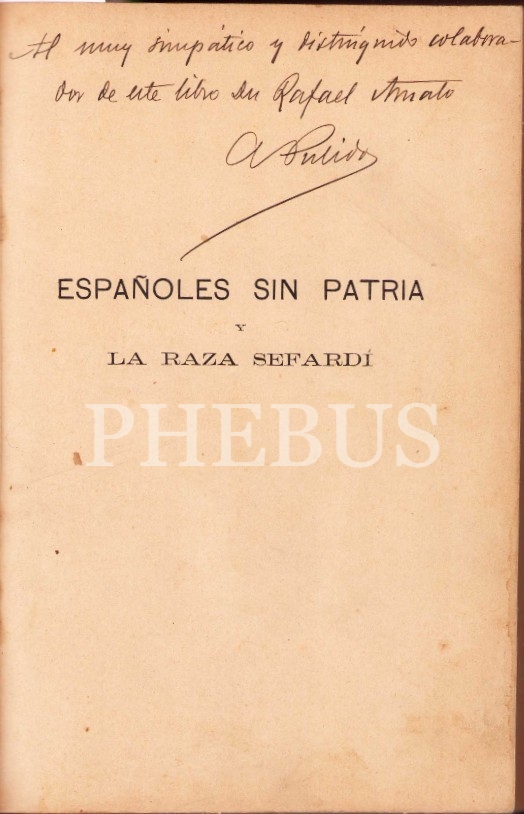 Al muy simpático y distinguido colabora-
dor de este libro Dn Rafael Amato
A Pulido
ESPAÑOLES SIN PATRIA
Y
LA RAZA SEFARDÍ
PHEBUS